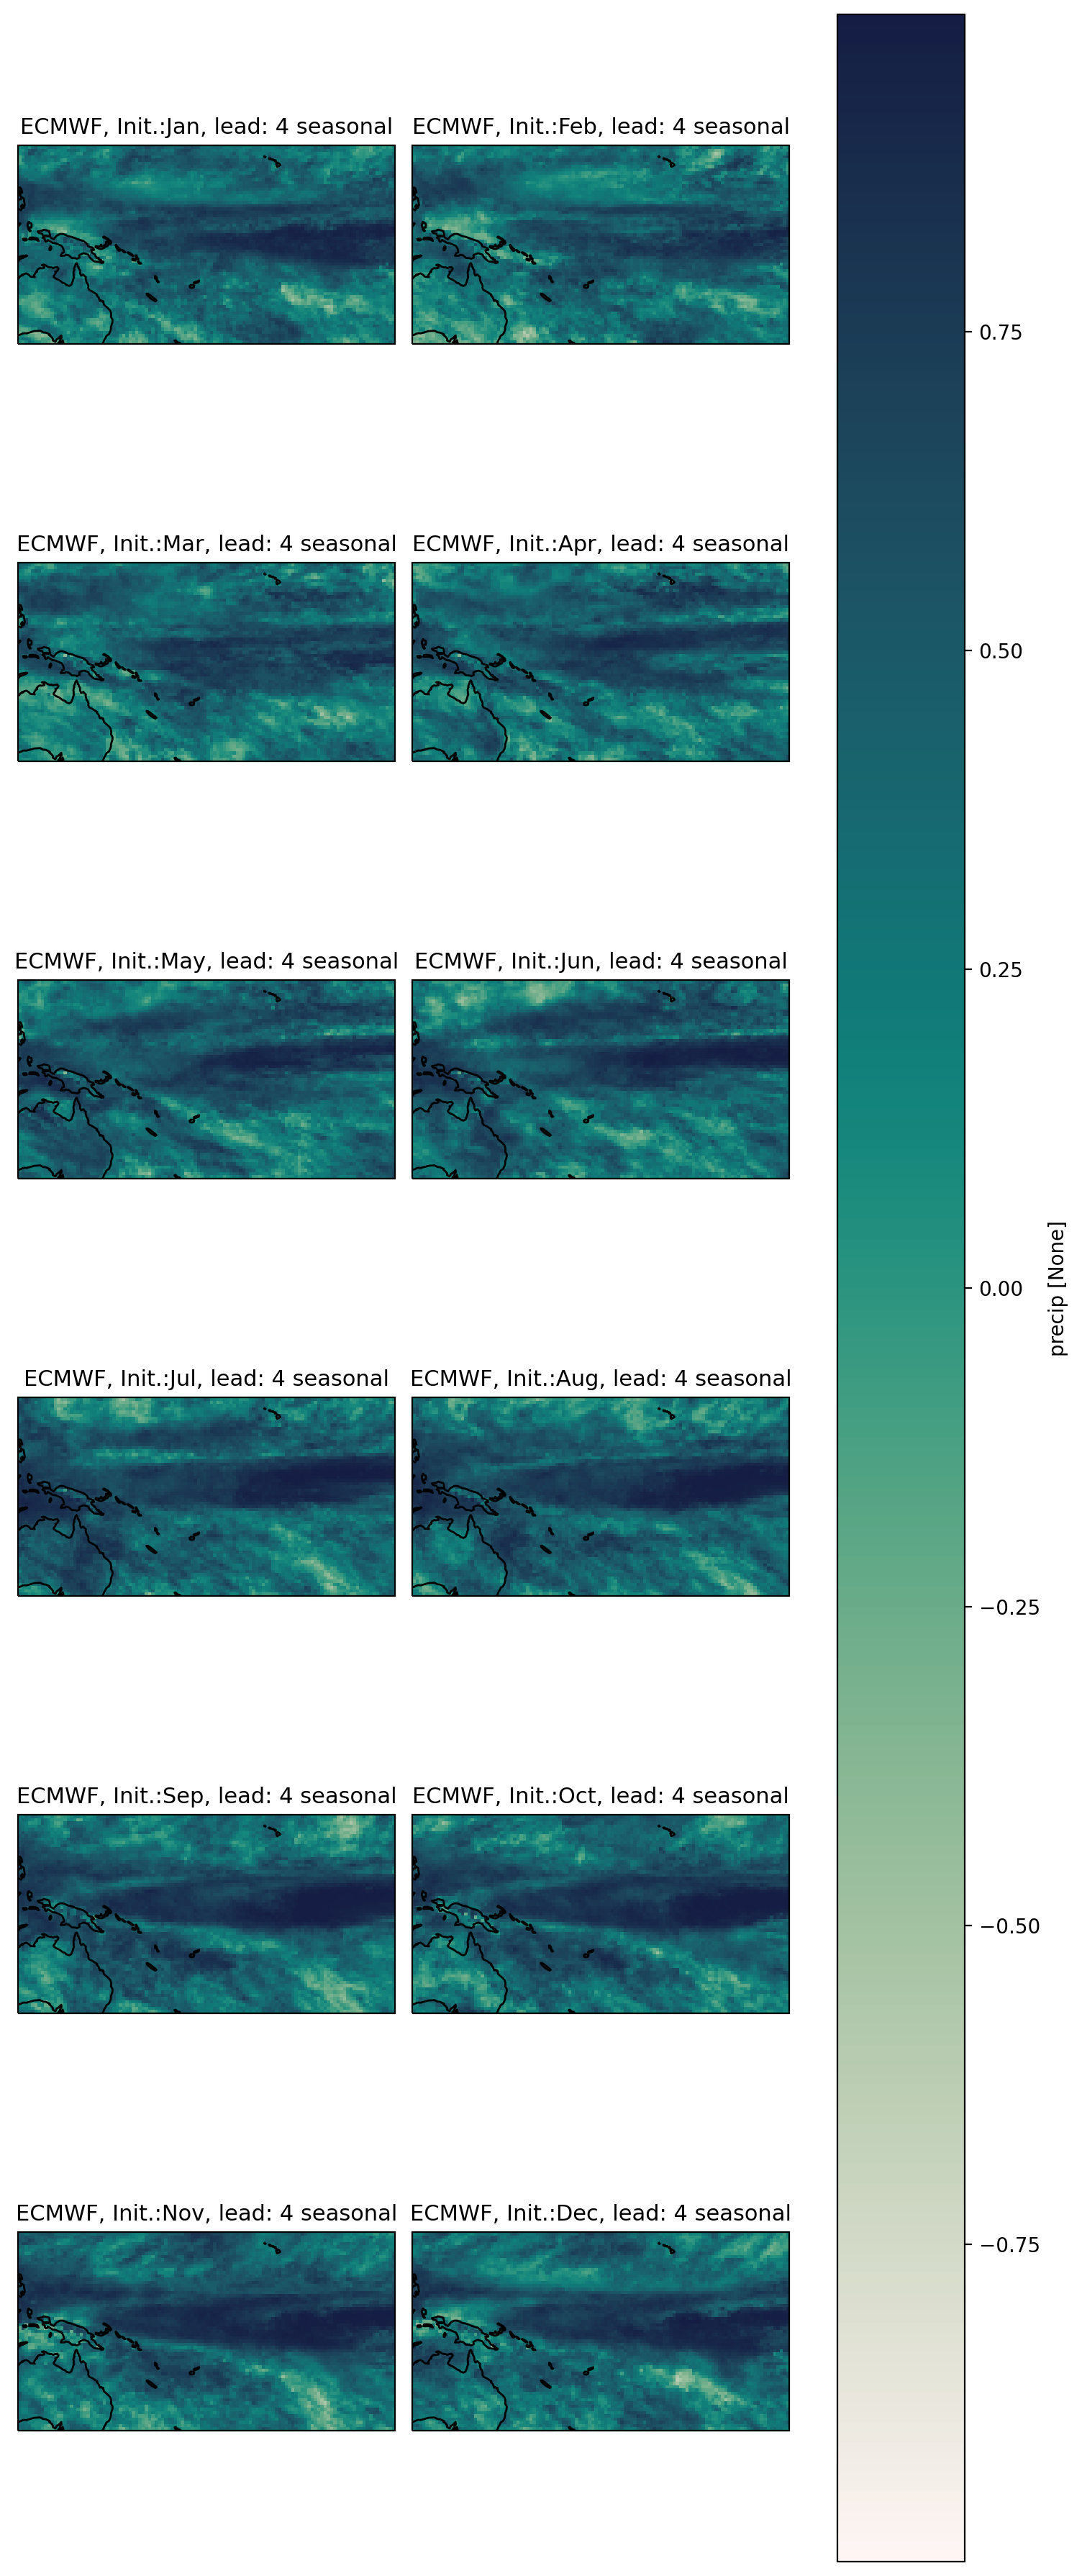 ECMWF, Init.:Jan, lead: 4 seasonal
ECMWF, Init.:Feb, lead: 4 seasonal
ECMWF, Init.:Mar, lead: 4 seasonal
ECMWF, Init.:Apr, lead: 4 seasonal
ECMWF, Init.:May, lead: 4 seasonal
ECMWF, Init.:Jun, lead: 4 seasonal
ECMWF, Init.:Jul, lead: 4 seasonal
ECMWF, Init.:Aug, lead: 4 seasonal
ECMWF, Init.:Sep, lead: 4 seasonal
ECMWF, Init.:Oct, lead: 4 seasonal
ECMWF, Init.:Nov, lead: 4 seasonal
ECMWF, Init.:Dec, lead: 4 seasonal
0.75
0.50
0.25
0.00
−0.25
−0.50
−0.75
precip [None]